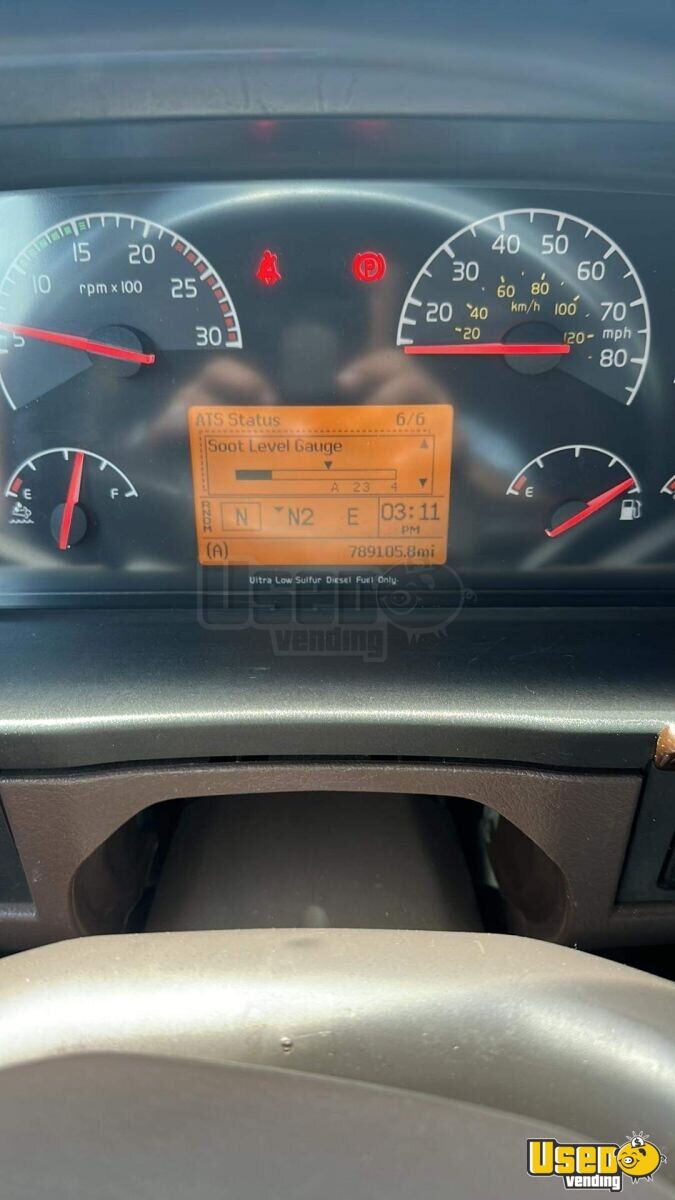 5 10 15 20 25 30
rpm x 100
20 30 40 50 60 70 80
mph
20 40 60 80 100 120
km/h
P
E F
E
ATS Status 6/6
Soot Level Gauge
A 23 4
RNDM N N2 E 03:11 PM
(A) 789105.8mi
Ultra Low Sulfur Diesel Fuel Only.
USED vending
USED vending